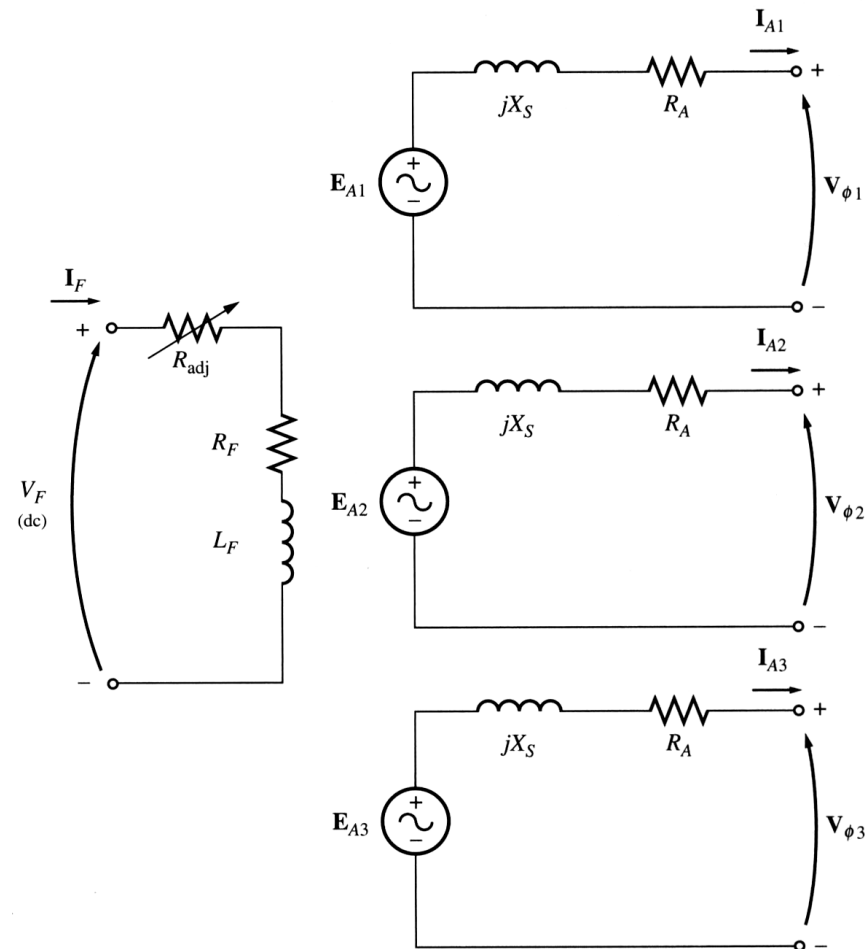 I_A1
+
jX_S
R_A
+
−
E_A1
V_ϕ1
−
I_F
+
R_adj
I_A2
+
jX_S
R_A
R_F
V_F
(dc)
L_F
+
−
E_A2
V_ϕ2
−
−
I_A3
+
jX_S
R_A
+
−
E_A3
V_ϕ3
−